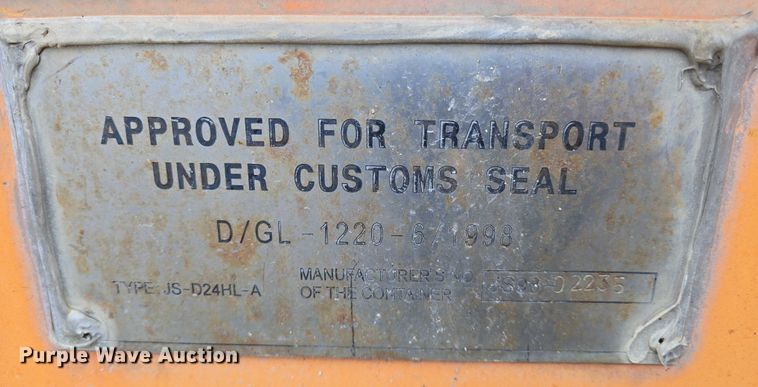 APPROVED FOR TRANSPORT
UNDER CUSTOMS SEAL
D/GL-1220-6/1998
TYPE: JS-D24HL-A
MANUFACTURER'S NO.
OF THE CONTAINER
Purple Wave Auction